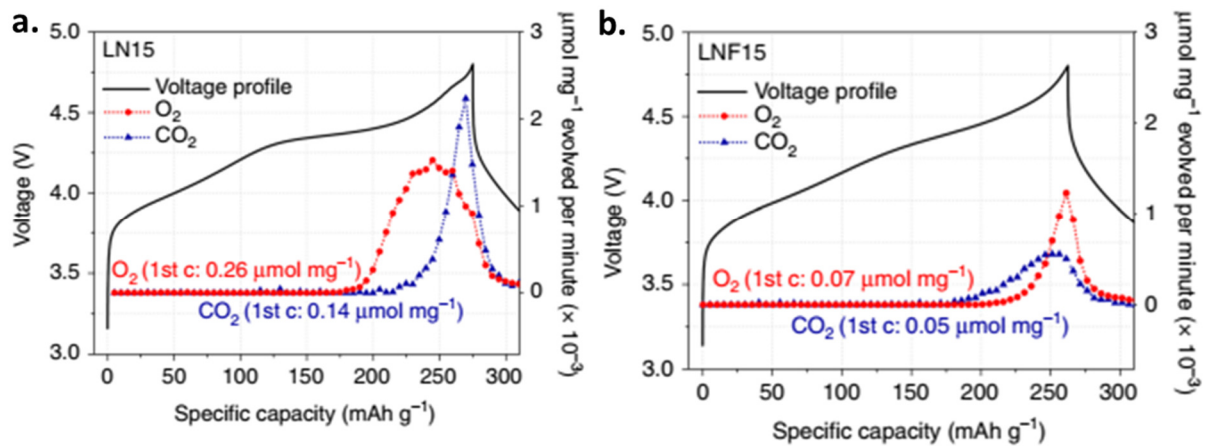 a.
LN15
Voltage profile
O₂
CO₂
O₂ (1st c: 0.26 μmol mg⁻¹)
CO₂ (1st c: 0.14 μmol mg⁻¹)
5.0
4.5
4.0
3.5
3.0
Voltage (V)
3
2
1
0
μmol mg⁻¹ evolved per minute (× 10⁻³)
0 50 100 150 200 250 300
Specific capacity (mAh g⁻¹)
b.
LNF15
Voltage profile
O₂
CO₂
O₂ (1st c: 0.07 μmol mg⁻¹)
CO₂ (1st c: 0.05 μmol mg⁻¹)
5.0
4.5
4.0
3.5
3.0
Voltage (V)
3
2
1
0
μmol mg⁻¹ evolved per minute (× 10⁻³)
0 50 100 150 200 250 300
Specific capacity (mAh g⁻¹)